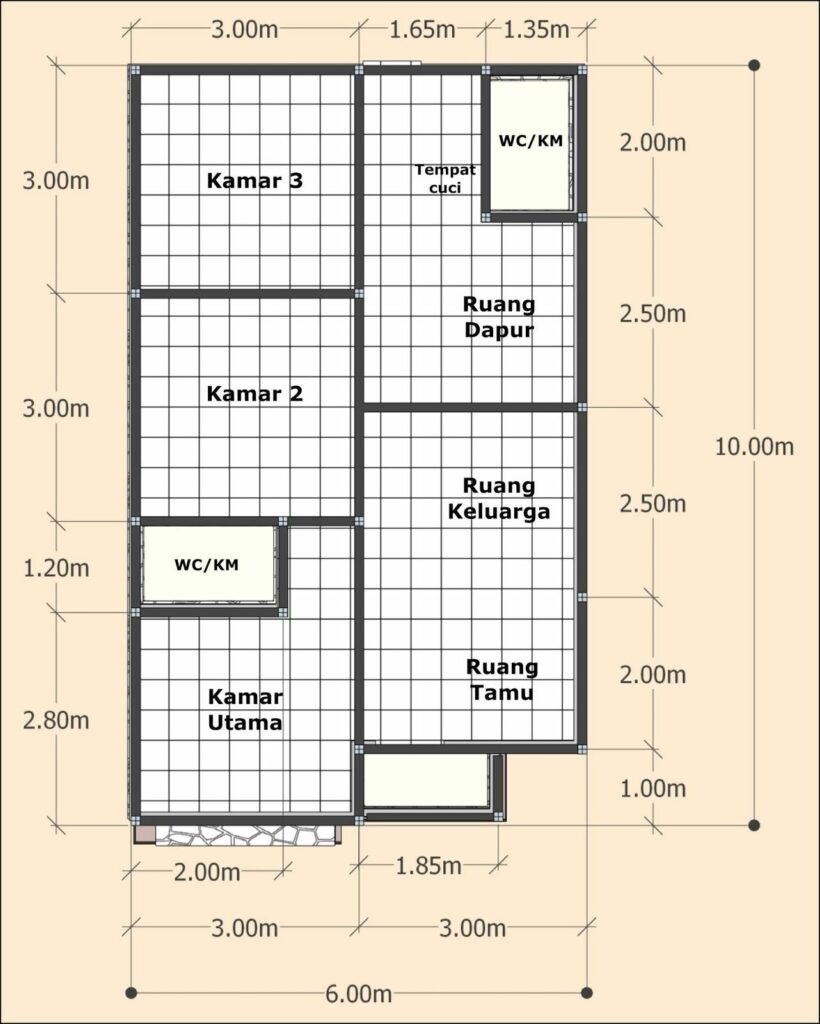 3.00m
1.65m
1.35m
3.00m
Kamar 3
Tempat
cuci
WC/KM
2.00m
Ruang
Dapur
2.50m
3.00m
Kamar 2
10.00m
Ruang
Keluarga
2.50m
1.20m
WC/KM
Ruang
Tamu
2.00m
2.80m
Kamar
Utama
1.00m
2.00m
1.85m
3.00m
3.00m
6.00m